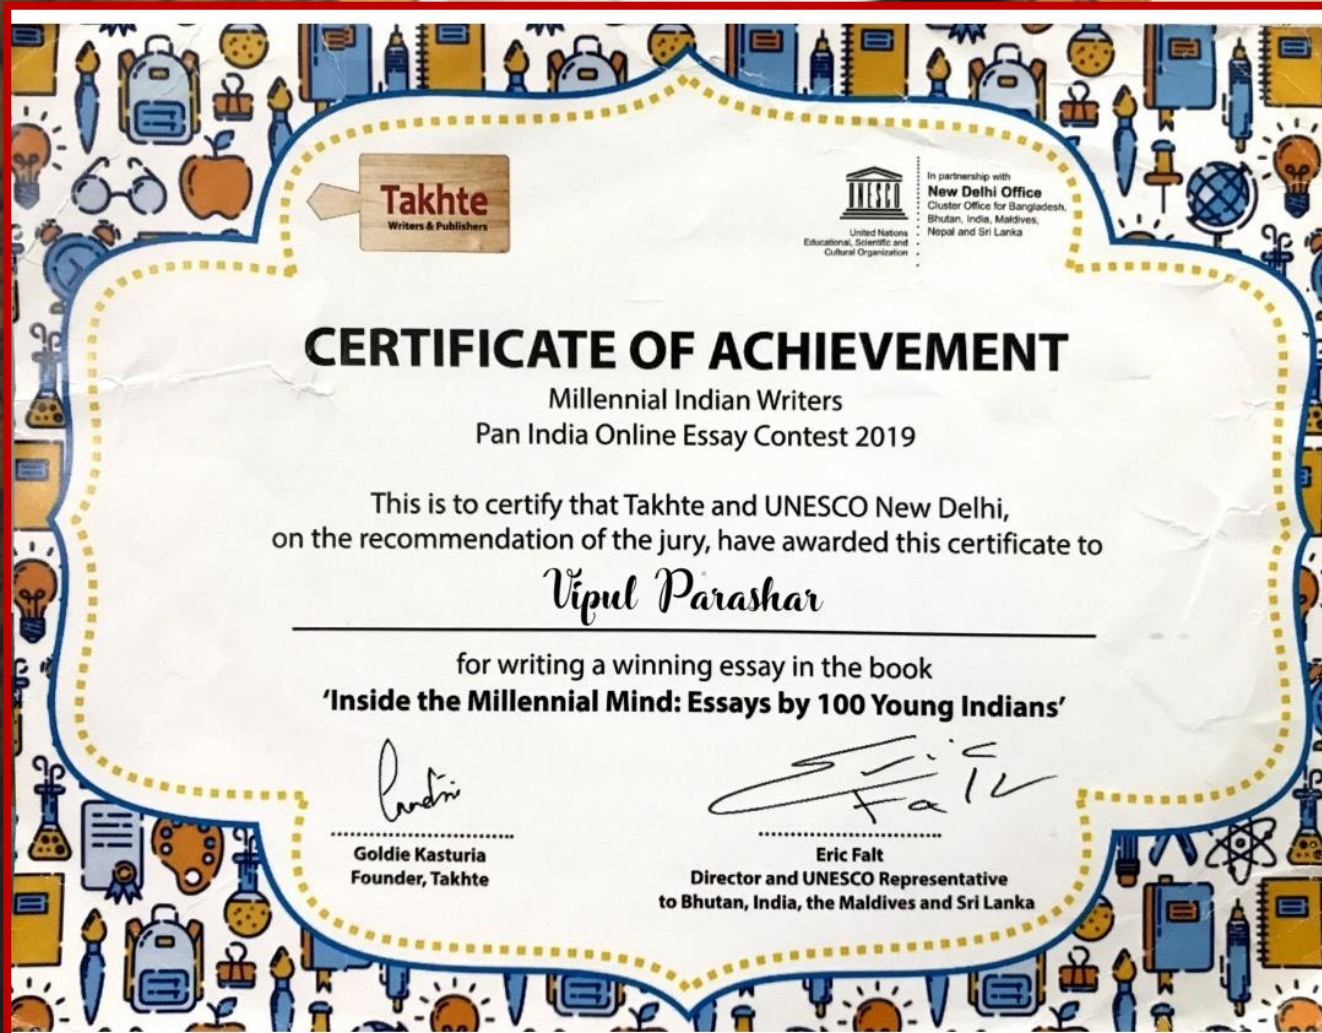 Takhte
Writers & Publishers
UNESCO
United Nations
Educational, Scientific and
Cultural Organization
In partnership with
New Delhi Office
Cluster Office for Bangladesh,
Bhutan, India, Maldives,
Nepal and Sri Lanka
CERTIFICATE OF ACHIEVEMENT
Millennial Indian Writers
Pan India Online Essay Contest 2019
This is to certify that Takhte and UNESCO New Delhi,
on the recommendation of the jury, have awarded this certificate to
Vipul Parashar
for writing a winning essay in the book
‘Inside the Millennial Mind: Essays by 100 Young Indians’
Eric Falt
Goldie Kasturia
Founder, Takhte
Eric Falt
Director and UNESCO Representative
to Bhutan, India, the Maldives and Sri Lanka